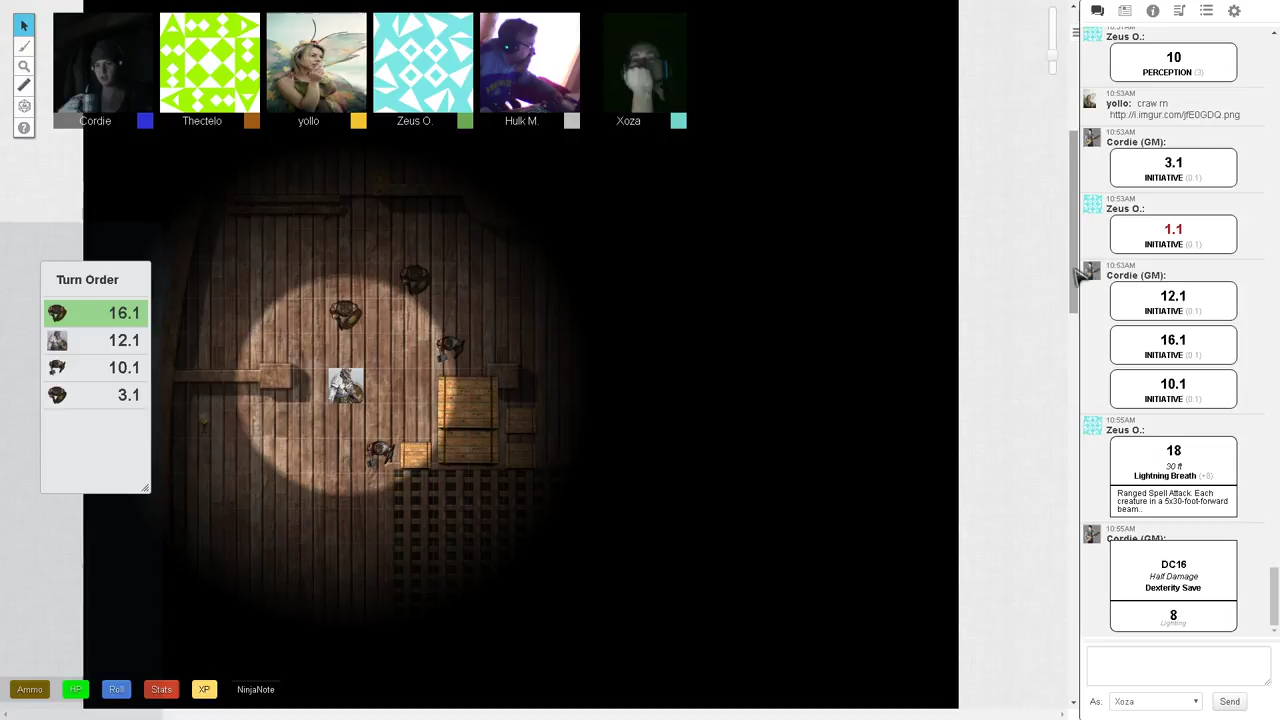 Cordie
Thectelo
yollo
Zeus O.
Hulk M.
Xoza
Turn Order
16.1
12.1
10.1
3.1
Ammo
HP
Roll
Stats
XP
NinjaNote
Zeus O.:
10
PERCEPTION (3)
10:53AM
yollo: craw rn
http://i.imgur.com/jfE0GDQ.png
10:53AM
Cordie (GM):
3.1
INITIATIVE (0.1)
10:53AM
Zeus O.:
1.1
INITIATIVE (0.1)
10:53AM
Cordie (GM):
12.1
INITIATIVE (0.1)
16.1
INITIATIVE (0.1)
10.1
INITIATIVE (0.1)
10:55AM
Zeus O.:
18
30 ft
Lightning Breath (+8)
Ranged Spell Attack. Each
creature in a 5x30-foot-forward
beam..
10:55AM
Cordie (GM):
DC16
Half Damage
Dexterity Save
8
Lighting
As:
Xoza
Send